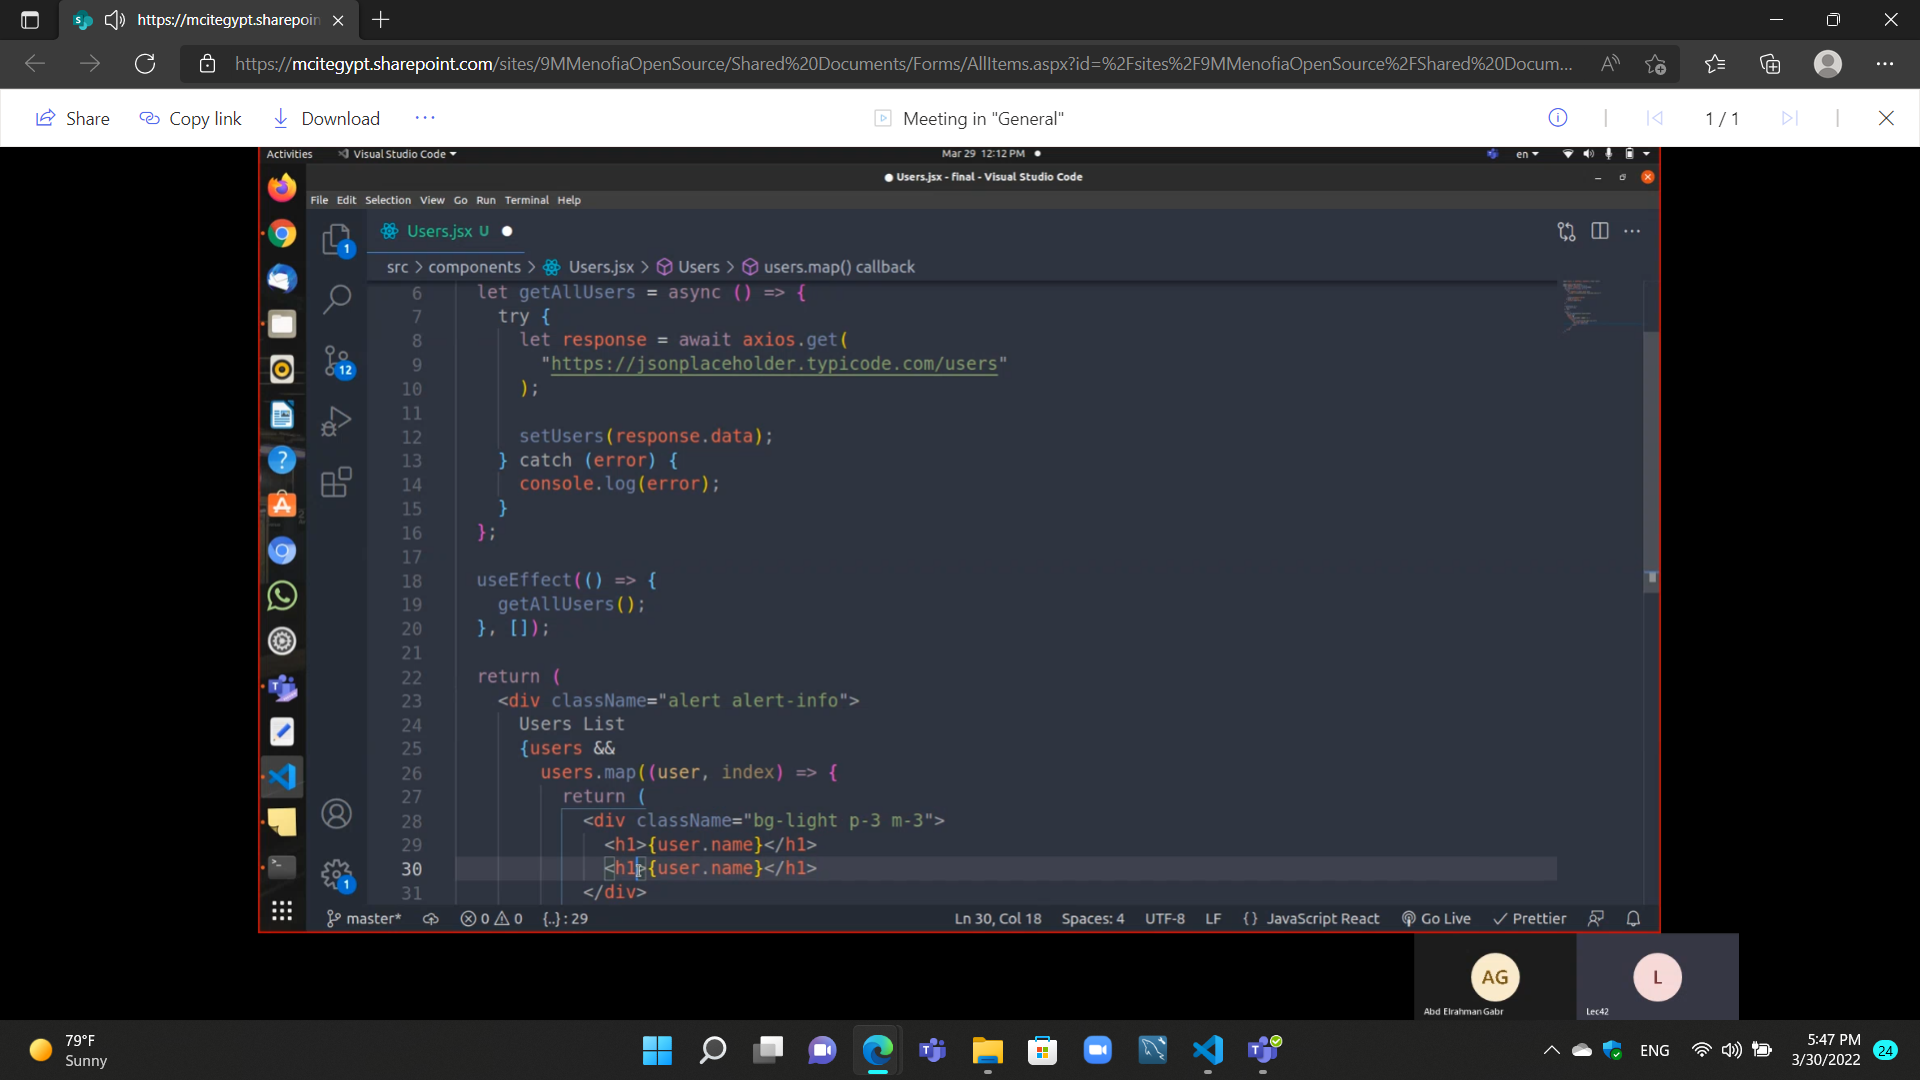 https://mcitegypt.sharepoin
https://mcitegypt.sharepoint.com/sites/9MMenofiaOpenSource/Shared%20Documents/Forms/AllItems.aspx?id=%2Fsites%2F9MMenofiaOpenSource%2FShared%20Docum...
Share Copy link Download Meeting in "General" 1 / 1
Activities Visual Studio Code Mar 29 12:12 PM en
Users.jsx - final - Visual Studio Code
File Edit Selection View Go Run Terminal Help
1
Users.jsx U
src > components > Users.jsx > Users > users.map() callback
6 let getAllUsers = async () => {
7 try {
8 let response = await axios.get(
9 "https://jsonplaceholder.typicode.com/users"
10 );
11
12 setUsers(response.data);
13 } catch (error) {
14 console.log(error);
15 }
16 };
17
18 useEffect(() => {
19 getAllUsers();
20 }, []);
21
22 return (
23 <div className="alert alert-info">
24 Users List
25 {users &&
26 users.map((user, index) => {
27 return (
28 <div className="bg-light p-3 m-3">
29 <h1>{user.name}</h1>
30 <h1>{user.name}</h1>
31 </div>
12
1
master* 0 0 {..} : 29 Ln 30, Col 18 Spaces: 4 UTF-8 LF {} JavaScript React Go Live Prettier
AG
Abd Elrahman Gabr
L
Lec42
79°F
Sunny
ENG
5:47 PM
3/30/2022
24